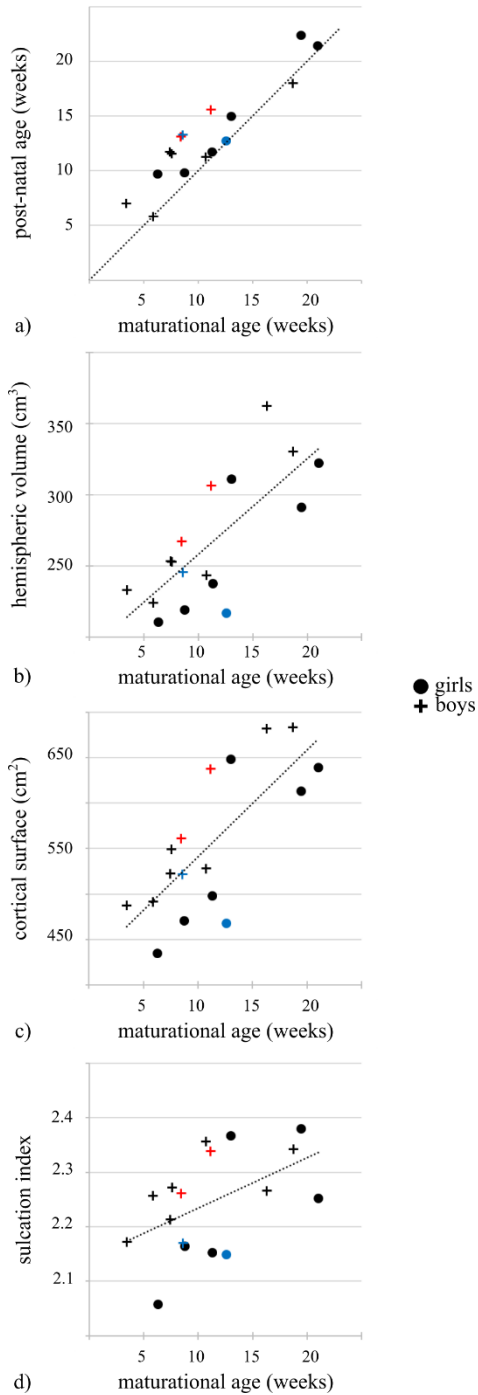 post-natal age (weeks)
20
15
10
5
5 10 15 20
a) maturational age (weeks)
hemispheric volume (cm³)
350
300
250
5 10 15 20
b) maturational age (weeks)
girls
boys
cortical surface (cm²)
650
550
450
5 10 15 20
c) maturational age (weeks)
sulcation index
2.4
2.3
2.2
2.1
5 10 15 20
d) maturational age (weeks)